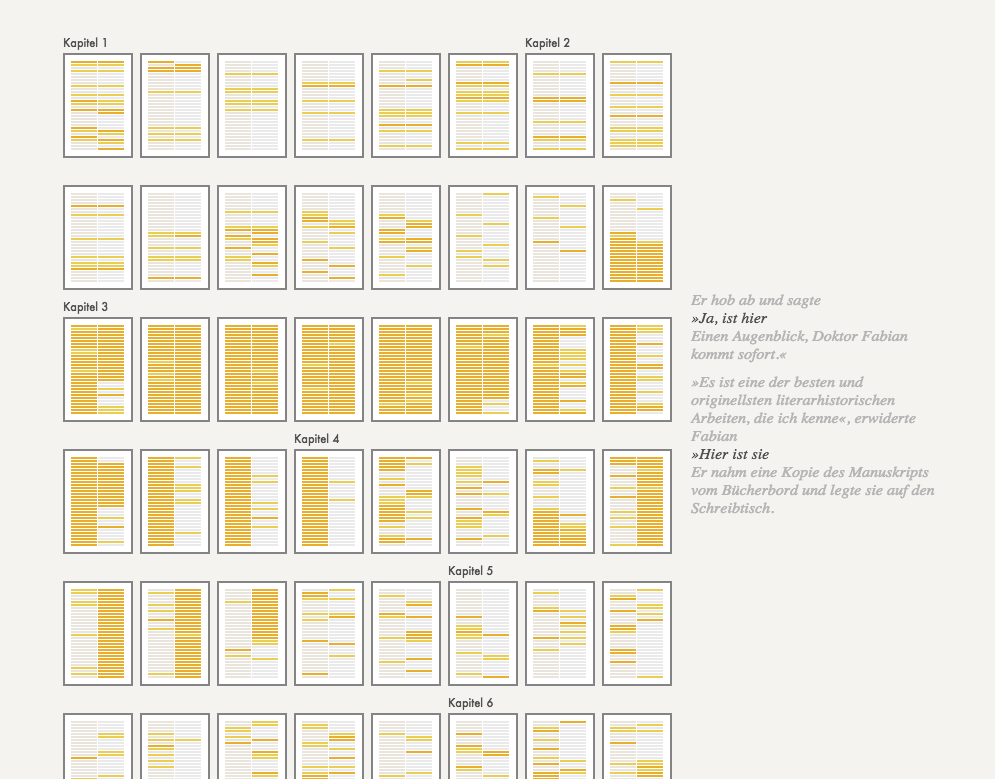 Kapitel 1
Kapitel 2
Kapitel 3
Er hob ab und sagte
»Ja, ist hier
Einen Augenblick, Doktor Fabian
kommt sofort.«
»Es ist eine der besten und
originellsten literarhistorischen
Arbeiten, die ich kenne«, erwiderte
Fabian
»Hier ist sie
Er nahm eine Kopie des Manuskripts
vom Bücherbord und legte sie auf den
Schreibtisch.
Kapitel 4
Kapitel 5
Kapitel 6